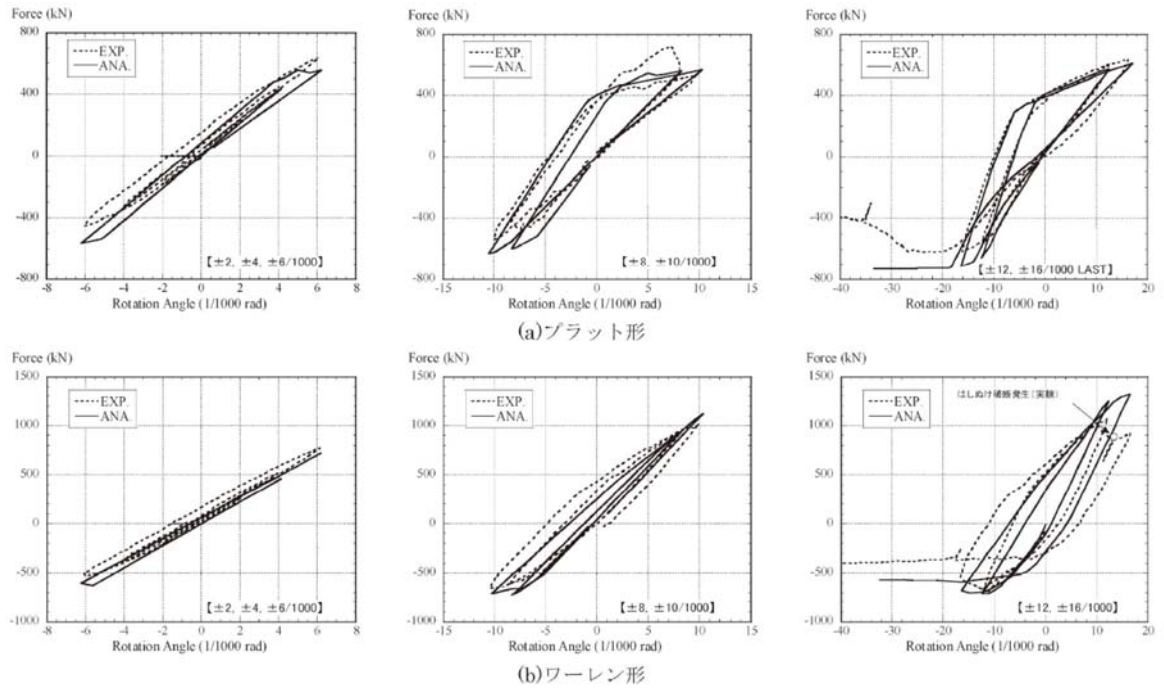 Force (kN)
Force (kN)
Force (kN)
800
400
0
-400
-800
EXP.
ANA.
【±2, ±4, ±6/1000】
-8 -6 -4 -2 0 2 4 6 8
Rotation Angle (1/1000 rad)
800
400
0
-400
-800
EXP.
ANA.
【±8, ±10/1000】
-15 -10 -5 0 5 10 15
Rotation Angle (1/1000 rad)
800
400
0
-400
-800
EXP.
ANA.
【±12, ±16/1000 LAST】
-40 -30 -20 -10 0 10 20
Rotation Angle (1/1000 rad)
(a)プラット形
Force (kN)
Force (kN)
Force (kN)
1500
1000
500
0
-500
-1000
EXP.
ANA.
【±2, ±4, ±6/1000】
-8 -6 -4 -2 0 2 4 6 8
Rotation Angle (1/1000 rad)
1500
1000
500
0
-500
-1000
EXP.
ANA.
【±8, ±10/1000】
-15 -10 -5 0 5 10 15
Rotation Angle (1/1000 rad)
1500
1000
500
0
-500
-1000
EXP.
ANA.
はしぬけ破断発生(実験)
【±12, ±16/1000】
-40 -30 -20 -10 0 10 20
Rotation Angle (1/1000 rad)
(b)ワーレン形